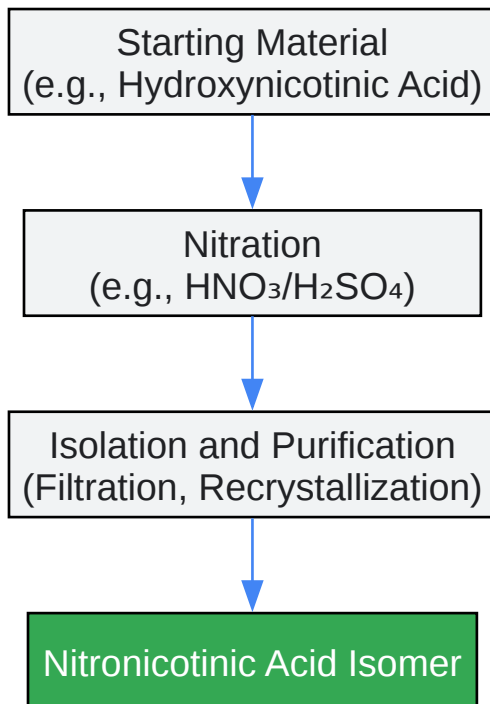 Starting Material
(e.g., Hydroxynicotinic Acid)
Nitration
(e.g., HNO₃/H₂SO₄)
Isolation and Purification
(Filtration, Recrystallization)
Nitronicotinic Acid Isomer